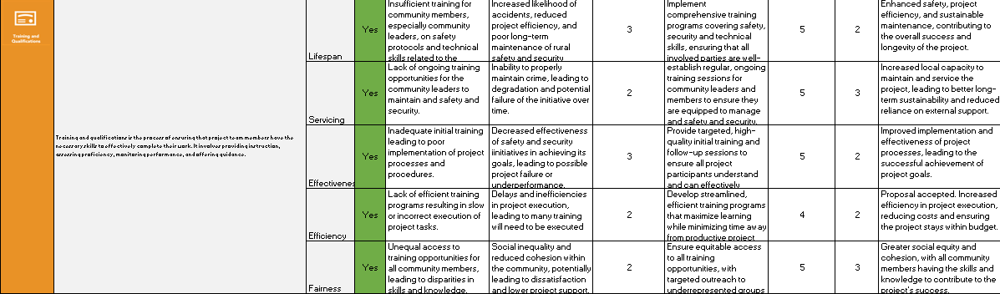 Training and
Qualifications
Training and qualifications is the process of ensuring that project team members have the
necessary skills to effectively complete their work. It involves providing instruction,
assessing proficiency, monitoring performance, and offering guidance.
Lifespan
Yes
Insufficient training for
community members,
especially community
leaders, on safety
protocols and technical
skills related to the
Increased likelihood of
accidents, reduced
project efficiency, and
poor long-term
maintenance of rural
safety and security
3
Implement
comprehensive training
programs covering safety,
security and technical
skills, ensuring that all
involved parties are well-
5
2
Enhanced safety, project
efficiency, and sustainable
maintenance, contributing to
the overall success and
longevity of the project.
Servicing
Yes
Lack of ongoing training
opportunities for the
community leaders to
maintain and safety and
security.
Inability to properly
maintain crime, leading to
degradation and potential
failure of the initiative over
time.
2
establish regular, ongoing
training sessions for
community leaders and
members to ensure they
are equipped to manage
and safety and security.
5
3
Increased local capacity to
maintain and service the
project, leading to better long-
term sustainability and reduced
reliance on external support.
Effectivenes
Yes
Inadequate initial training
leading to poor
implementation of project
processes and
procedures.
Decreased effectiveness
of safety and security
iinitiatives in achieving its
goals, leading to possible
project failure or
underperformance.
3
Provide targeted, high-
quality initial training and
follow-up sessions to
ensure all project
participants understand
and can effectively
5
2
Improved implementation and
effectiveness of project
processes, leading to the
successful achievement of
project goals.
Efficiency
Yes
Lack of efficient training
programs resulting in slow
or incorrect execution of
project tasks.
Delays and inefficiencies
in project execution,
leading to many training
will need to be executed
2
Develop streamlined,
efficient training programs
that maximize learning
while minimizing time away
from productive project
4
2
Proposal accepted. Increased
efficiency in project execution,
reducing costs and ensuring
the project stays within budget.
Fairness
Yes
Unequal access to
training opportunities for
all community members,
leading to disparities in
skills and knowledge.
Social inequality and
reduced cohesion within
the community, potentially
leading to dissatisfaction
and lower project support.
2
Ensure equitable access
to all training
opportunities, with
targeted outreach to
underrepresented groups
5
3
Greater social equity and
cohesion, with all community
members having the skills and
knowledge to contribute to the
project's success.